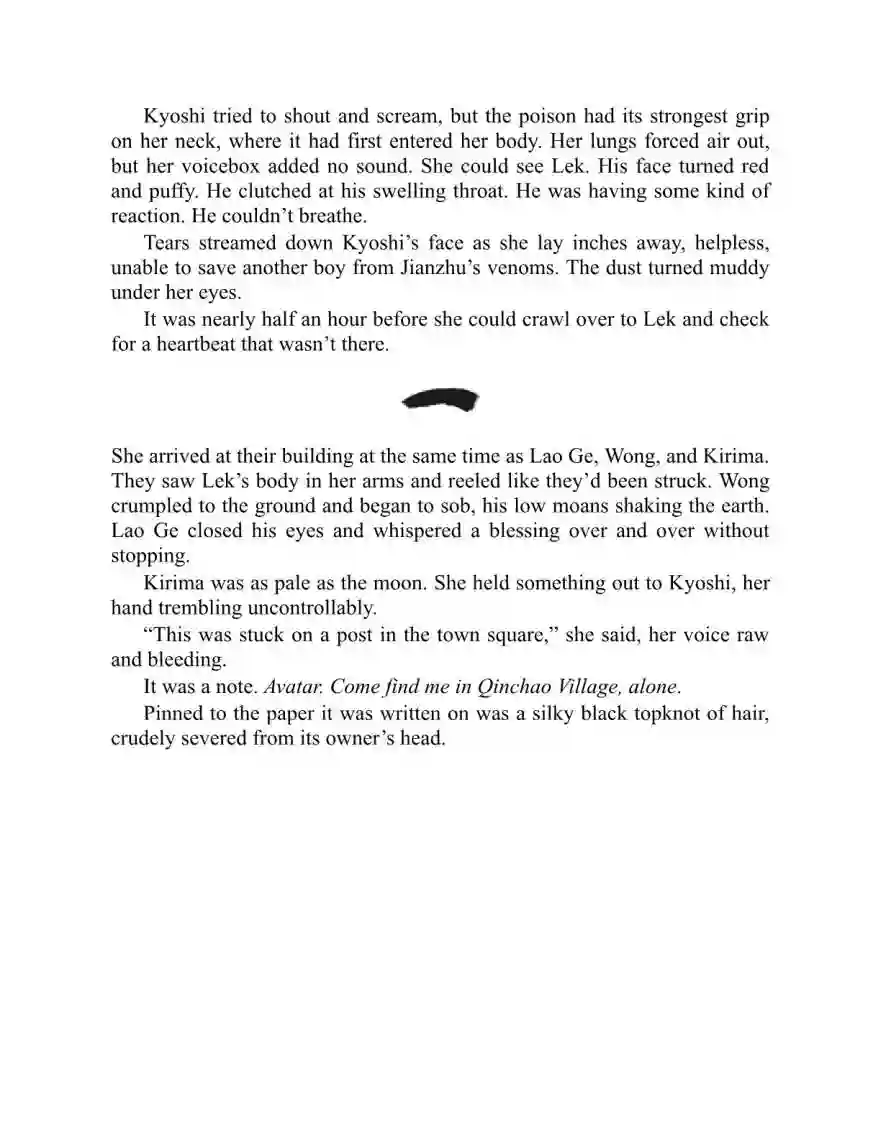 Kyoshi tried to shout and scream, but the poison had its strongest grip
on her neck, where it had first entered her body. Her lungs forced air out,
but her voicebox added no sound. She could see Lek. His face turned red
and puffy. He clutched at his swelling throat. He was having some kind of
reaction. He couldn’t breathe.
Tears streamed down Kyoshi’s face as she lay inches away, helpless,
unable to save another boy from Jianzhu’s venoms. The dust turned muddy
under her eyes.
It was nearly half an hour before she could crawl over to Lek and check
for a heartbeat that wasn’t there.
She arrived at their building at the same time as Lao Ge, Wong, and Kirima.
They saw Lek’s body in her arms and reeled like they’d been struck. Wong
crumpled to the ground and began to sob, his low moans shaking the earth.
Lao Ge closed his eyes and whispered a blessing over and over without
stopping.
Kirima was as pale as the moon. She held something out to Kyoshi, her
hand trembling uncontrollably.
“This was stuck on a post in the town square,” she said, her voice raw
and bleeding.
It was a note. Avatar. Come find me in Qinchao Village, alone.
Pinned to the paper it was written on was a silky black topknot of hair,
crudely severed from its owner’s head.